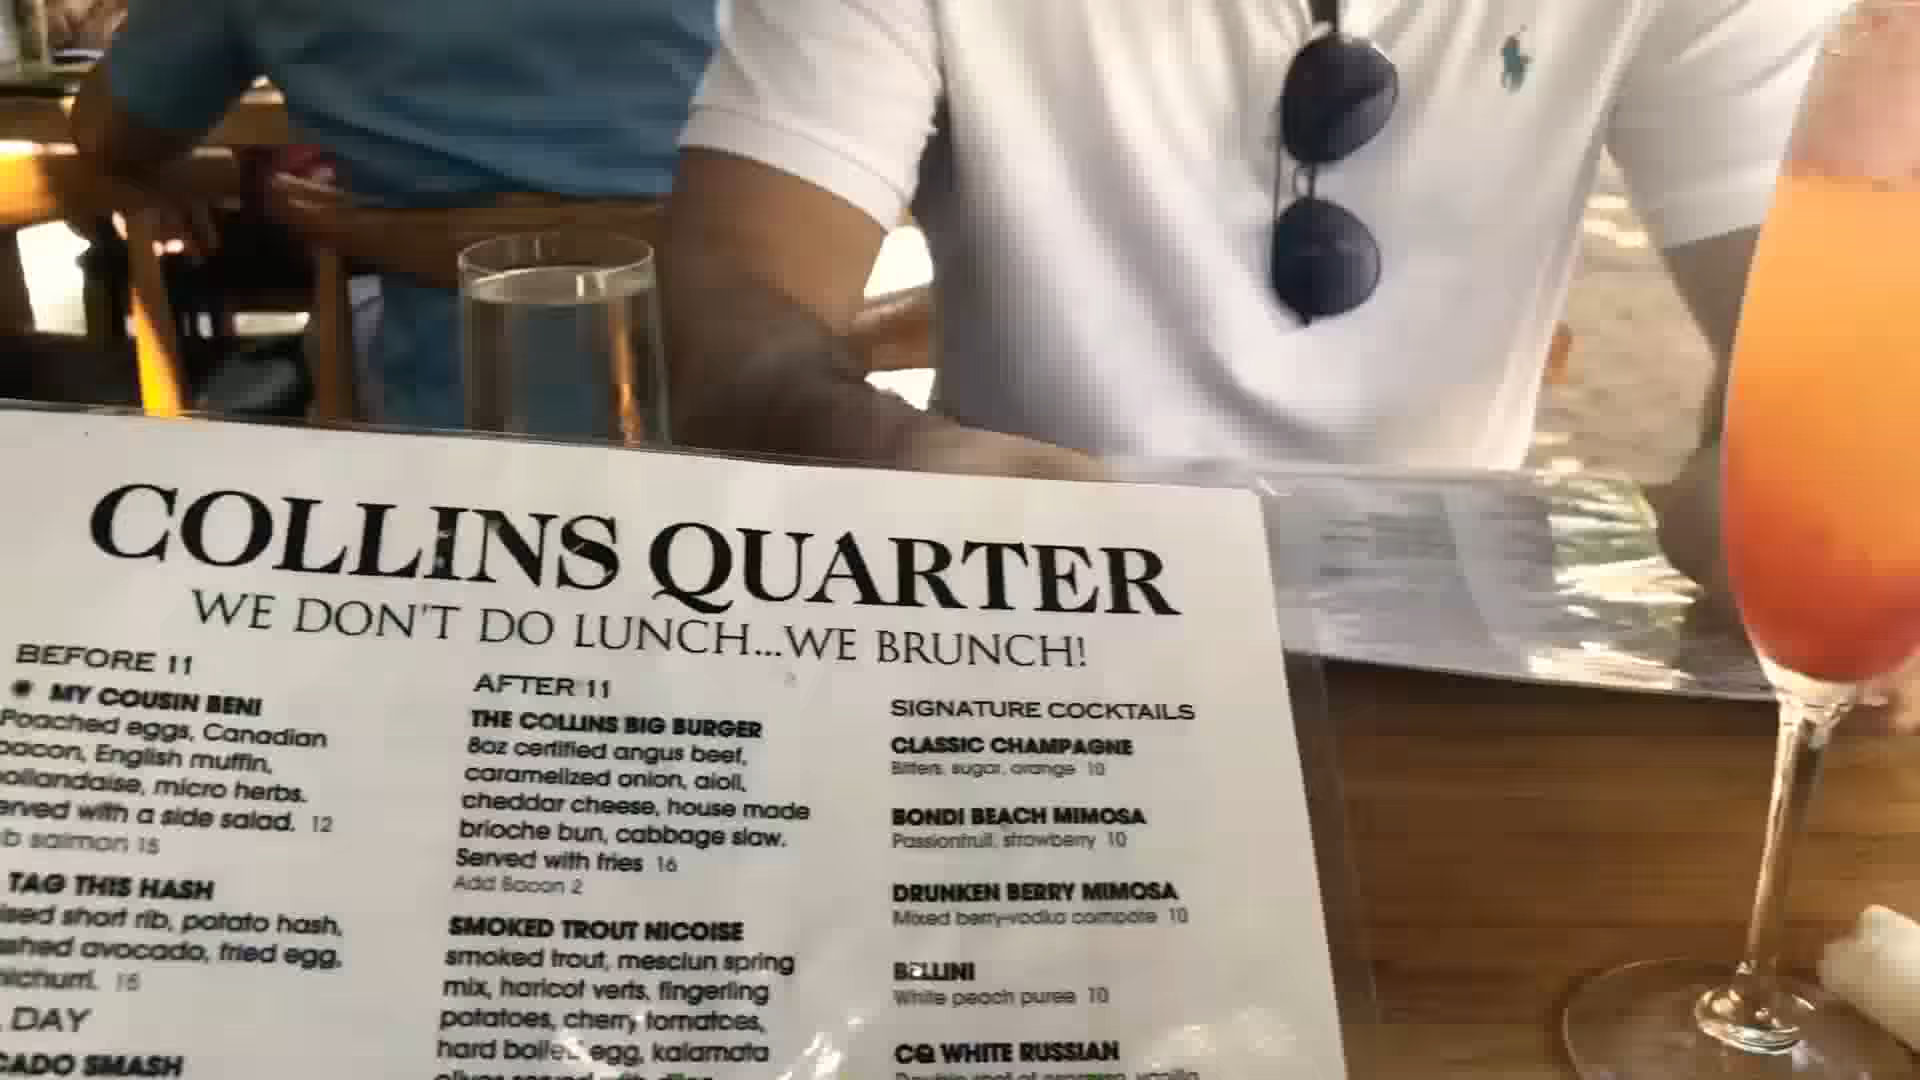 COLLINS QUARTER
WE DON'T DO LUNCH...WE BRUNCH!
BEFORE 11
MY COUSIN BENI
Poached eggs, Canadian
bacon, English muffin,
hollandaise, micro herbs.
served with a side salad. 12
salmon 15
TAG THIS HASH
short rib, potato hash,
avocado, fried egg,
DAY
SMASH
AFTER 11
THE COLLINS BIG BURGER
8oz certified angus beef,
caramelized onion, aioli,
cheddar cheese, house made
brioche bun, cabbage slaw.
Served with fries 16
Add Bacon 2
SMOKED TROUT NICOISE
smoked trout, mesclun spring
mix, haricot verts, fingerling
potatoes, cherry tomatoes,
hard boiled egg, kalamata
SIGNATURE COCKTAILS
CLASSIC CHAMPAGNE
Bitters, sugar, orange 10
BONDI BEACH MIMOSA
Passionfruit, strawberry 10
DRUNKEN BERRY MIMOSA
Mixed berry-vodka compote 10
BELLINI
White peach puree 10
CQ WHITE RUSSIAN